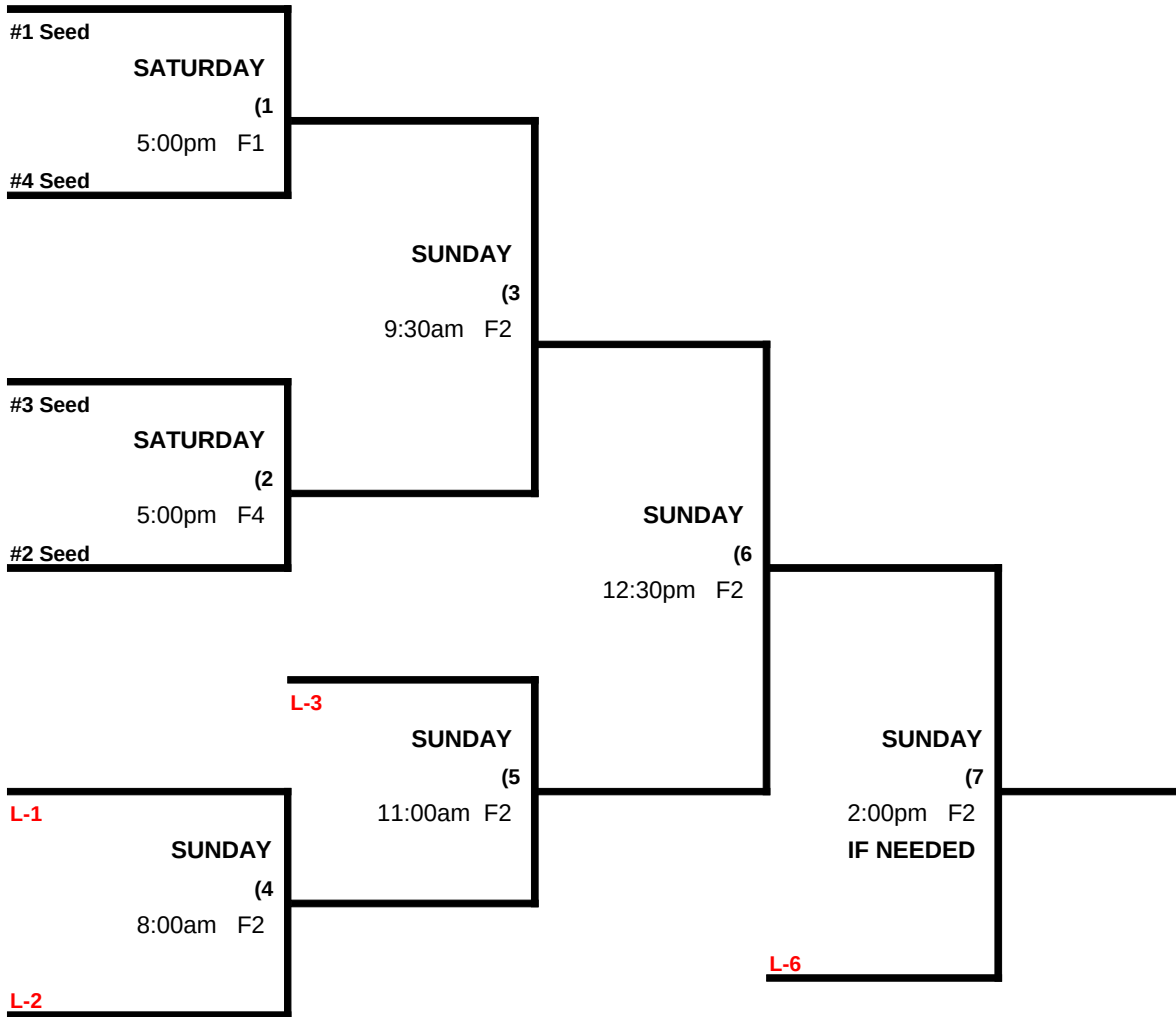 #1 Seed
SATURDAY
(1
5:00pm F1
#4 Seed
SUNDAY
(3
9:30am F2
#3 Seed
SATURDAY
(2
5:00pm F4
#2 Seed
SUNDAY
(6
12:30pm F2
L-3
SUNDAY
(5
11:00am F2
SUNDAY
(7
2:00pm F2
IF NEEDED
L-1
SUNDAY
(4
8:00am F2
L-6
L-2